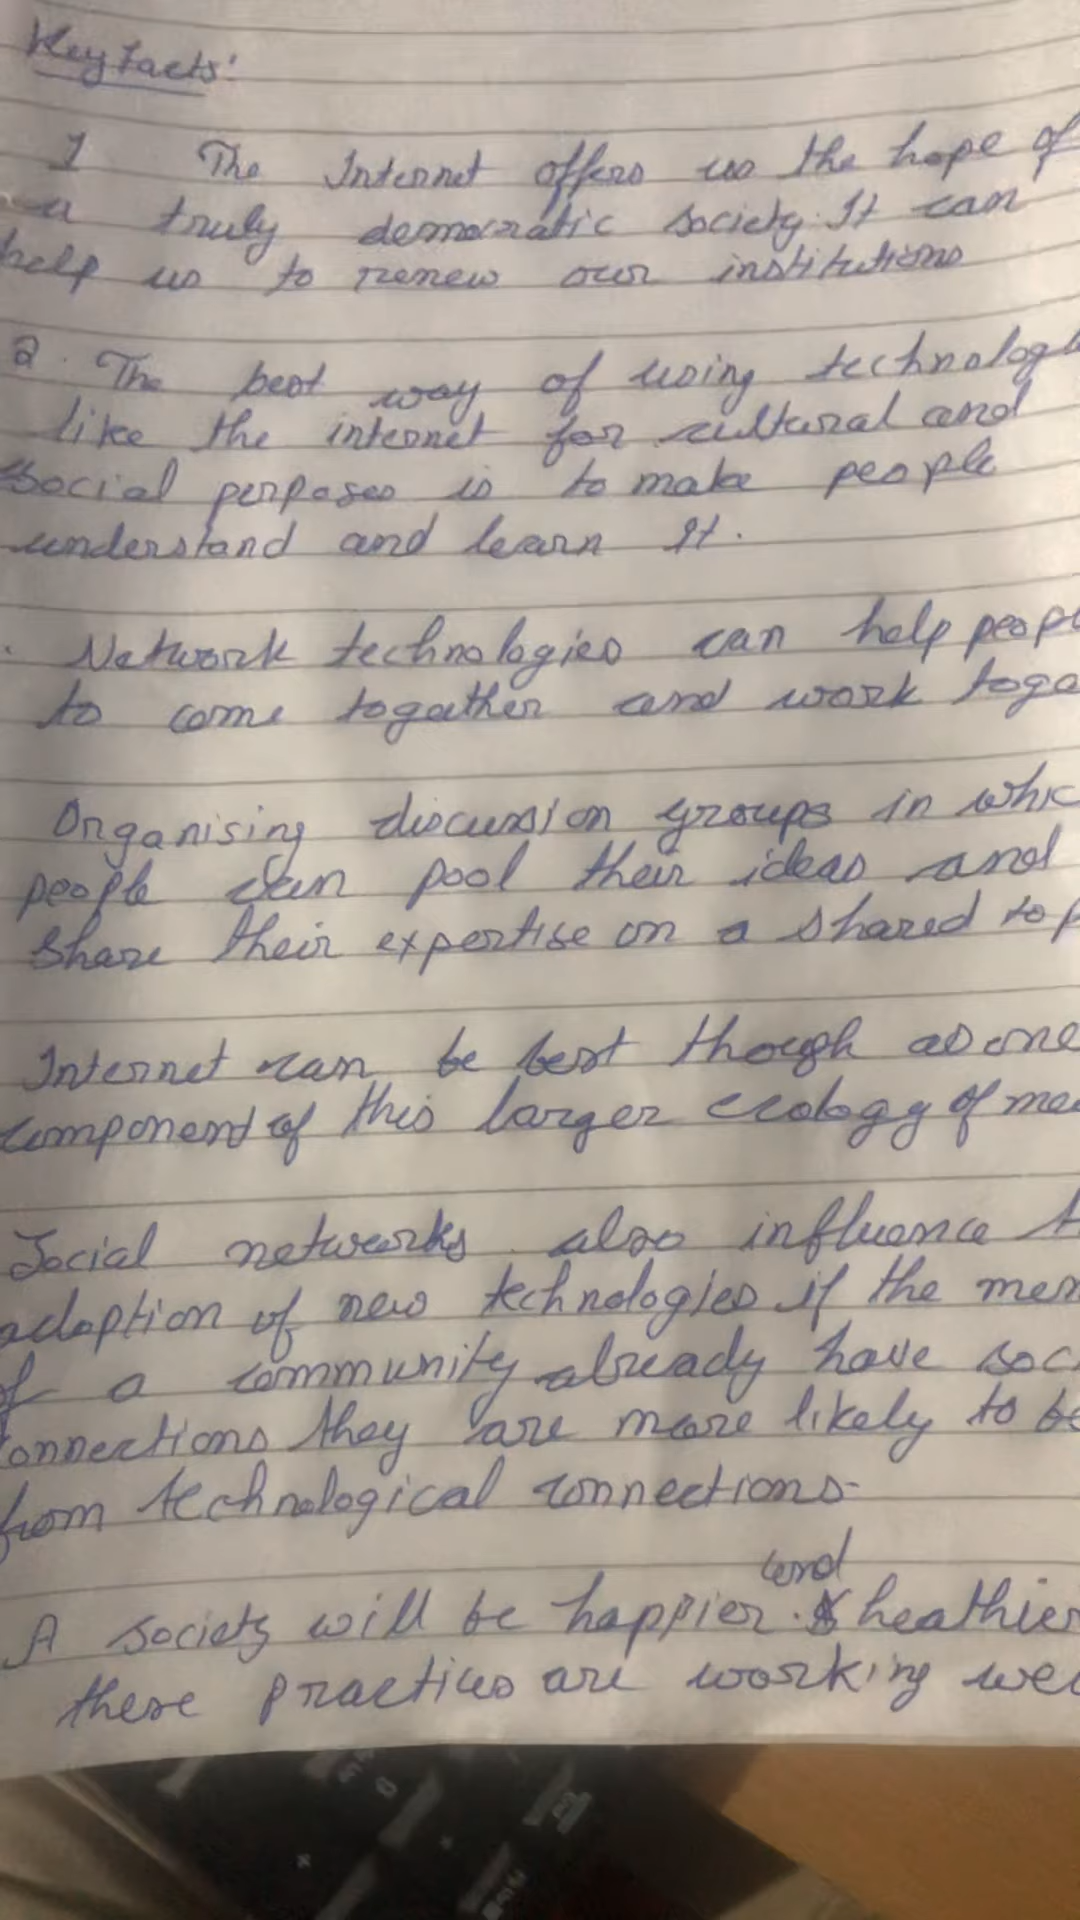 Key Facts:
1 The Internet offers us the hope of
a truly democratic society. It can
help us to renew our institutions
2. The best way of using technolog
like the internet for cultural and
social perposes is to make people
understand and learn It.
. Network technologies can help peop
to come togather and work toga
Organising discussion groups in whic
people can pool their ideas and
share their expertise on a shared top
Internet can be best though as one
component of this larger ecology of me
Social networks also influence t
adoption of new technologies if the mem
of a community already have soc
connections they are more likely to be
from technological connections.
and
A society will be happier . heathier
these practices are working wel